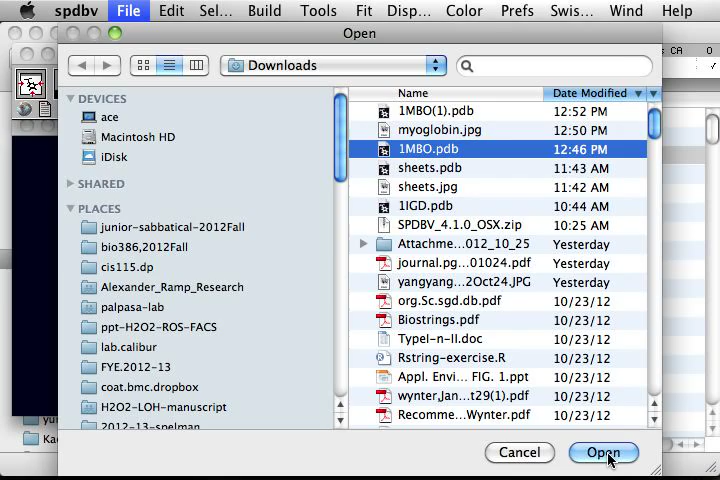 spdbv File Edit Sel... Build Tools Fit Disp... Color Prefs Swis... Wind Help
Open
CA
Downloads
Name Date Modified
DEVICES
ace
Macintosh HD
iDisk
SHARED
PLACES
junior-sabbatical-2012Fall
bio386,2012Fall
cis115.dp
Alexander_Ramp_Research
palpasa-lab
ppt-H2O2-ROS-FACS
lab.calibur
FYE.2012-13
coat.bmc.dropbox
H2O2-LOH-manuscript
2012-13-spelman
1MBO(1).pdb 12:52 PM
myoglobin.jpg 12:50 PM
1MBO.pdb 12:46 PM
sheets.pdb 11:43 AM
sheets.jpg 11:42 AM
1IGD.pdb 10:44 AM
SPDBV_4.1.0_OSX.zip 10:25 AM
Attachme...012_10_25 Yesterday
journal.pg...01024.pdf Yesterday
yangyang...2Oct24.JPG Yesterday
org.Sc.sgd.db.pdf 10/23/12
Biostrings.pdf 10/23/12
TypeI-n-II.doc 10/23/12
Rstring-exercise.R 10/23/12
Appl. Envi... FIG. 1.ppt 10/23/12
wynter,Jan...t29(1).pdf 10/23/12
Recomme...Wynter.pdf 10/23/12
Cancel Open